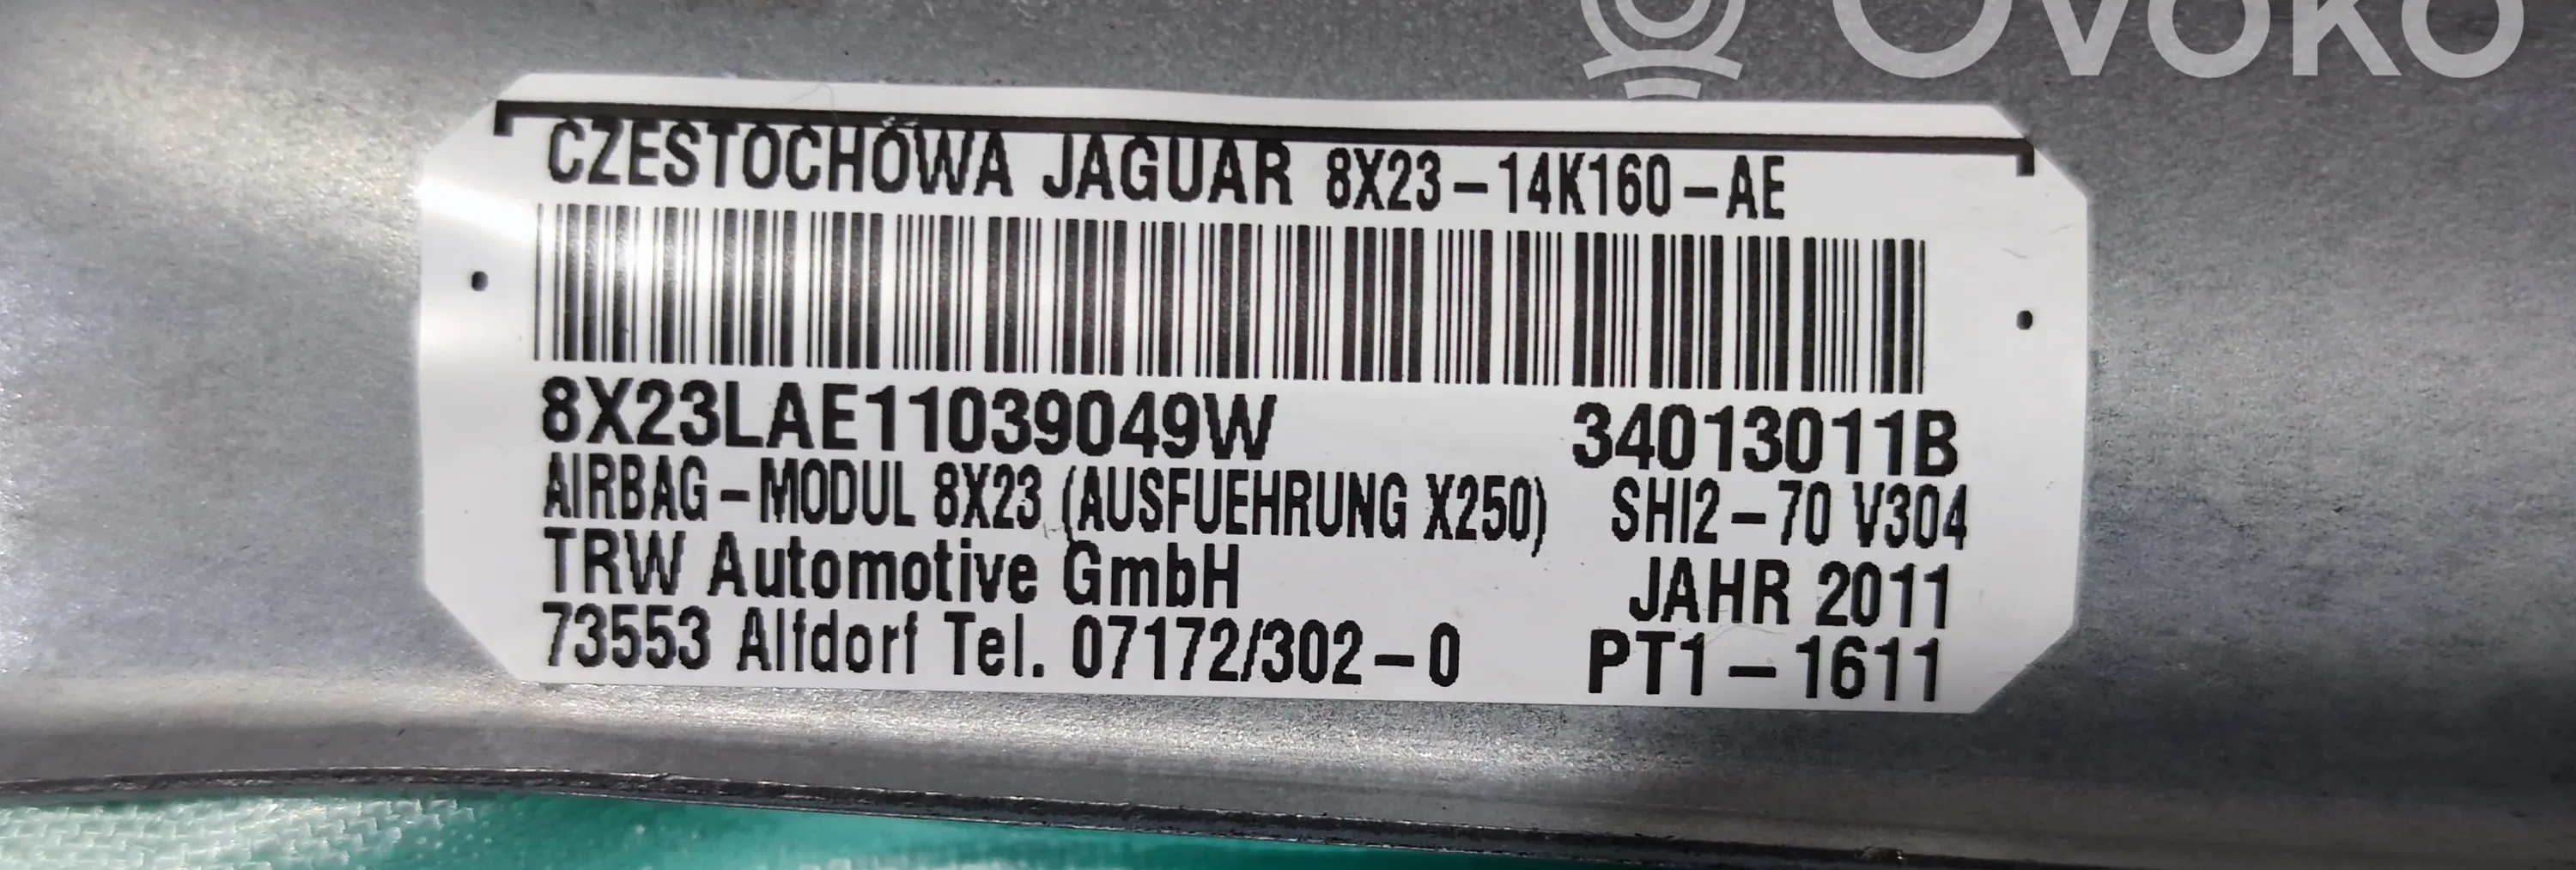 OVOKO
CZESTOCHOWA JAGUAR 8X23-14K160-AE
8X23LAE11039049W 34013011B
AIRBAG-MODUL 8X23 (AUSFUEHRUNG X250) SHI2-70 V304
TRW Automotive GmbH JAHR 2011
73553 Alfdorf Tel. 07172/302-0 PT1-1611